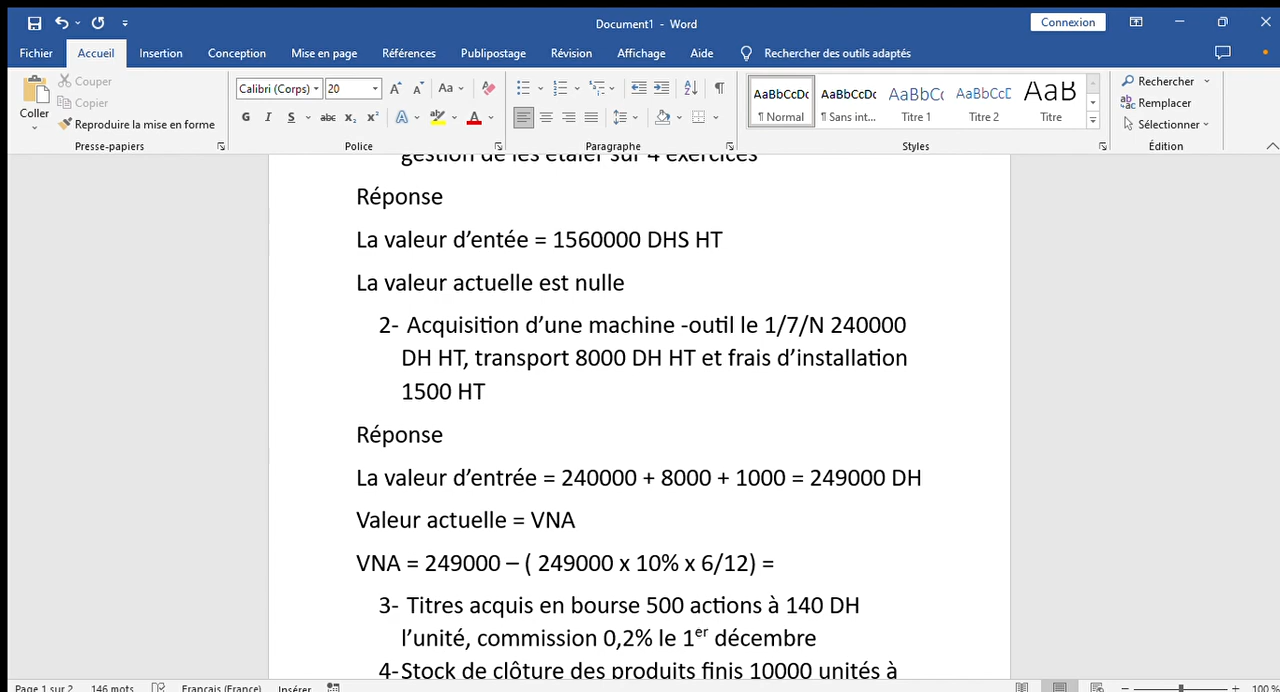 Document1 - Word
Connexion
Fichier Accueil Insertion Conception Mise en page Références Publipostage Révision Affichage Aide Rechercher des outils adaptés
Coller
Couper
Copier
Reproduire la mise en forme
Presse-papiers
Calibri (Corps) 20
Aa
G I S abc x₂ x² A A
Police
Paragraphe
AaBbCcDc AaBbCcDc AaBbCc AaBbCcD AaB
¶ Normal ¶ Sans int... Titre 1 Titre 2 Titre
Styles
Rechercher
Remplacer
Sélectionner
Édition
gestion de les étaler sur 4 exercices
Réponse
La valeur d’entée = 1560000 DHS HT
La valeur actuelle est nulle
2- Acquisition d’une machine -outil le 1/7/N 240000
DH HT, transport 8000 DH HT et frais d’installation
1500 HT
Réponse
La valeur d’entrée = 240000 + 8000 + 1000 = 249000 DH
Valeur actuelle = VNA
VNA = 249000 – ( 249000 x 10% x 6/12) =
3- Titres acquis en bourse 500 actions à 140 DH
l’unité, commission 0,2% le 1er décembre
4-Stock de clôture des produits finis 10000 unités à
Page 1 sur 2 146 mots Français (France) Insérer 100 %